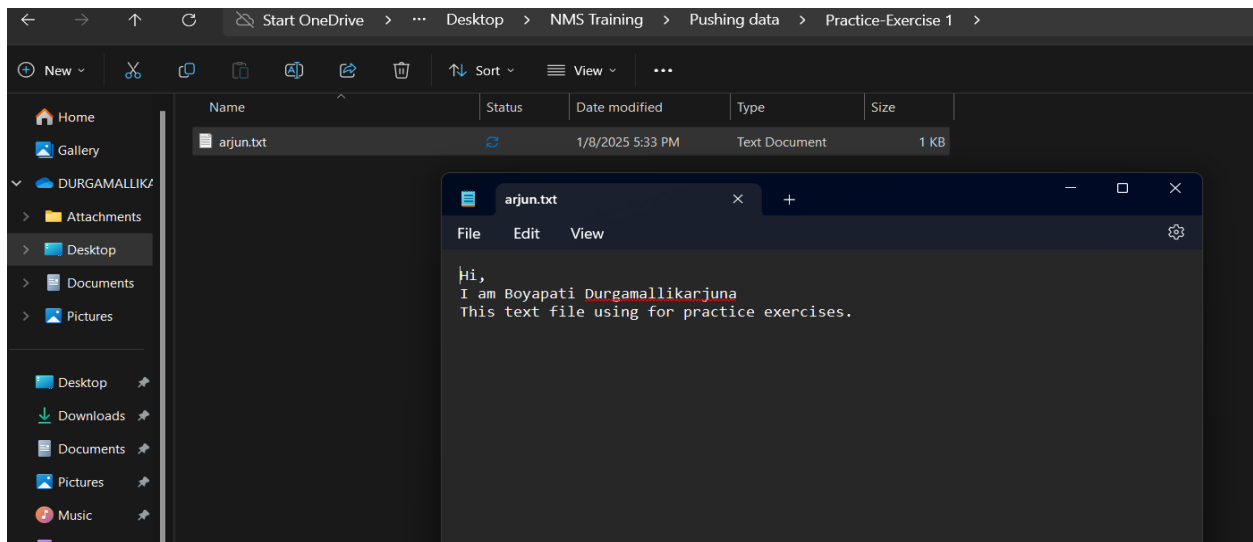 Start OneDrive > ... Desktop > NMS Training > Pushing data > Practice-Exercise 1 >
New Sort View ...
Name Status Date modified Type Size
arjun.txt 1/8/2025 5:33 PM Text Document 1 KB
Home
Gallery
DURGAMALLIKA
Attachments
Desktop
Documents
Pictures
Desktop
Downloads
Documents
Pictures
Music
arjun.txt
File Edit View
Hi,
I am Boyapati Durgamallikarjuna
This text file using for practice exercises.